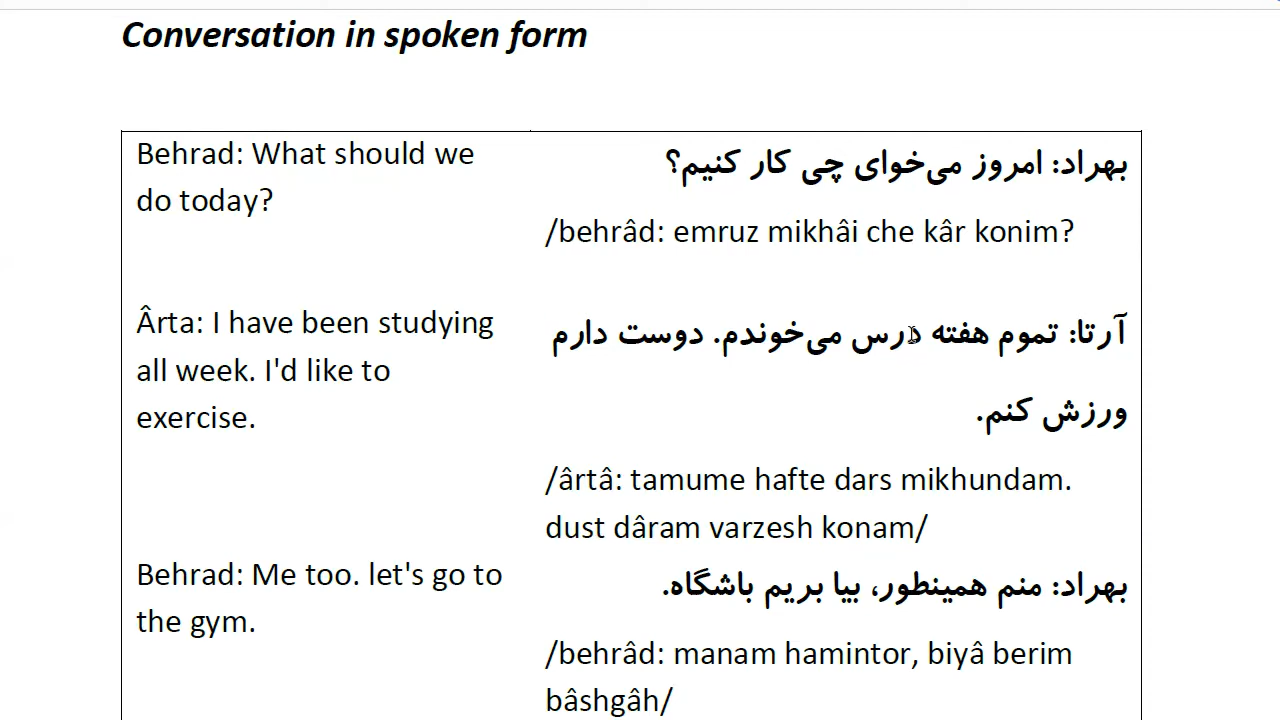 Conversation in spoken form
Behrad: What should we
do today?
بهراد: امروز می‌خوای چی کار کنیم؟
/behrâd: emruz mikhâi che kâr konim?
Ârta: I have been studying
all week. I'd like to
exercise.
آرتا: تموم هفته درس می‌خوندم. دوست دارم
ورزش کنم.
/ârtâ: tamume hafte dars mikhundam.
dust dâram varzesh konam/
Behrad: Me too. let's go to
the gym.
بهراد: منم همینطور، بیا بریم باشگاه.
/behrâd: manam hamintor, biyâ berim
bâshgâh/